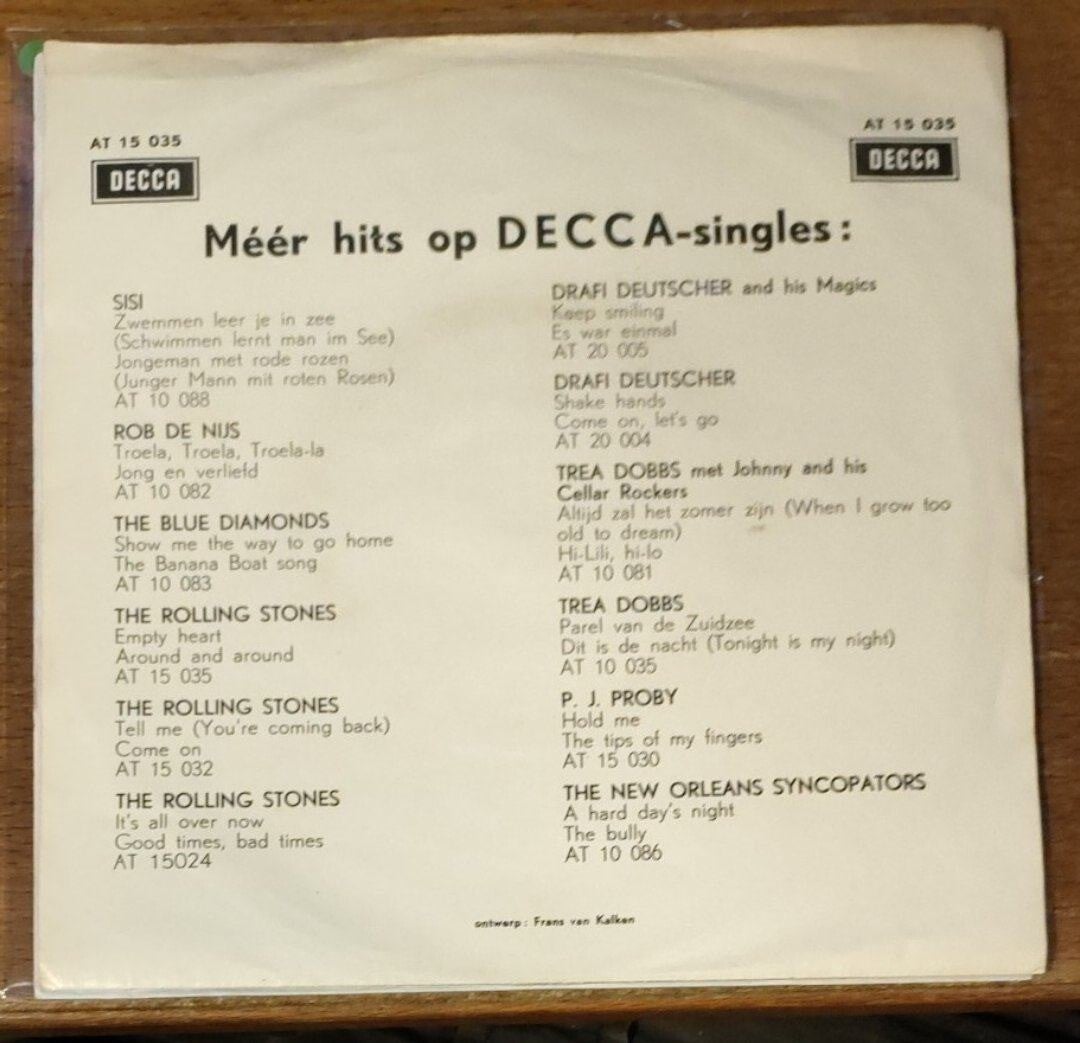 AT 15 035
DECCA
AT 15 035
DECCA
Méér hits op DECCA-singles:
SISI
Zwemmen leer je in zee
(Schwimmen lernt man im See)
Jongeman met rode rozen
(Junger Mann mit roten Rosen)
AT 10 088
ROB DE NIJS
Troela, Troela, Troela-la
Jong en verliefd
AT 10 082
THE BLUE DIAMONDS
Show me the way to go home
The Banana Boat song
AT 10 083
THE ROLLING STONES
Empty heart
Around and around
AT 15 035
THE ROLLING STONES
Tell me (You're coming back)
Come on
AT 15 032
THE ROLLING STONES
It's all over now
Good times, bad times
AT 15024
DRAFI DEUTSCHER and his Magics
Keep smiling
Es war einmal
AT 20 005
DRAFI DEUTSCHER
Shake hands
Come on, let's go
AT 20 004
TREA DOBBS met Johnny and his
Cellar Rockers
Altijd zal het zomer zijn (When I grow too
old to dream)
Hi-Lili, hi-lo
AT 10 081
TREA DOBBS
Parel van de Zuidzee
Dit is de nacht (Tonight is my night)
AT 10 035
P. J. PROBY
Hold me
The tips of my fingers
AT 15 030
THE NEW ORLEANS SYNCOPATORS
A hard day's night
The bully
AT 10 086
ontwerp: Frans van Kalken